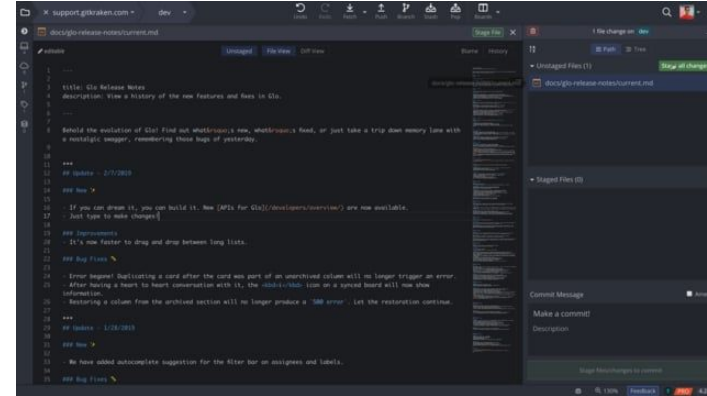 support.gitkraken.com
dev
Undo
Redo
Fetch
Push
Branch
Stash
Pop
Boards
docs/glo-release-notes/current.md
Stage File
1 file change on dev
editable
Unstaged
File View
Diff View
Blame
History
Path
Tree
Unstaged Files (1)
docs/glo-release-notes/current.md
---
title: Glo Release Notes
description: View a history of the new features and fixes in Glo.
---
Behold the evolution of Glo! Find out what&rsquo;s new, what&rsquo;s fixed, or just take a trip down memory lane with
a nostalgic swagger, remembering those bugs of yesterday.
***
## Update - 2/7/2019
### New
- If you can dream it, you can build it. New [APIs for Glo](/developers/overview/) are now available.
- Just type to make changes!
### Improvements
- It's now faster to drag and drop between long lists.
### Bug Fixes
- Error begone! Duplicating a card after the card was part of an unarchived column will no longer trigger an error.
- After having a heart to heart conversation with it, the <kbd>i</kbd> icon on a synced board will now show
information.
- Restoring a column from the archived section will no longer produce a `500 error`. Let the restoration continue.
***
## Update - 1/28/2019
### New
- We have added autocomplete suggestion for the filter bar on assignees and labels.
### Bug Fixes
Staged Files (0)
Commit Message
Make a commit!
Description
Stage files/changes to commit
130%
Feedback
PRO